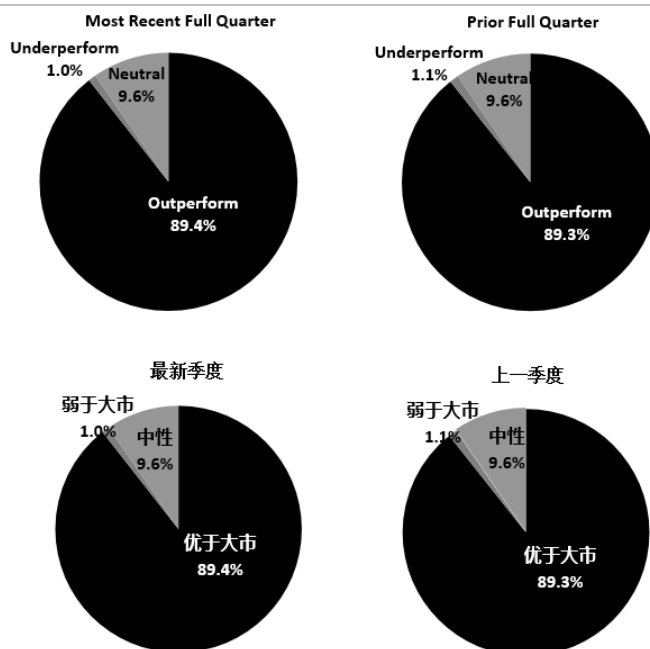 Most Recent Full Quarter
Underperform
1.0%
Neutral
9.6%
Outperform
89.4%
Prior Full Quarter
Underperform
1.1%
Neutral
9.6%
Outperform
89.3%
最新季度
弱于大市
1.0%
中性
9.6%
优于大市
89.4%
上一季度
弱于大市
1.1%
中性
9.6%
优于大市
89.3%